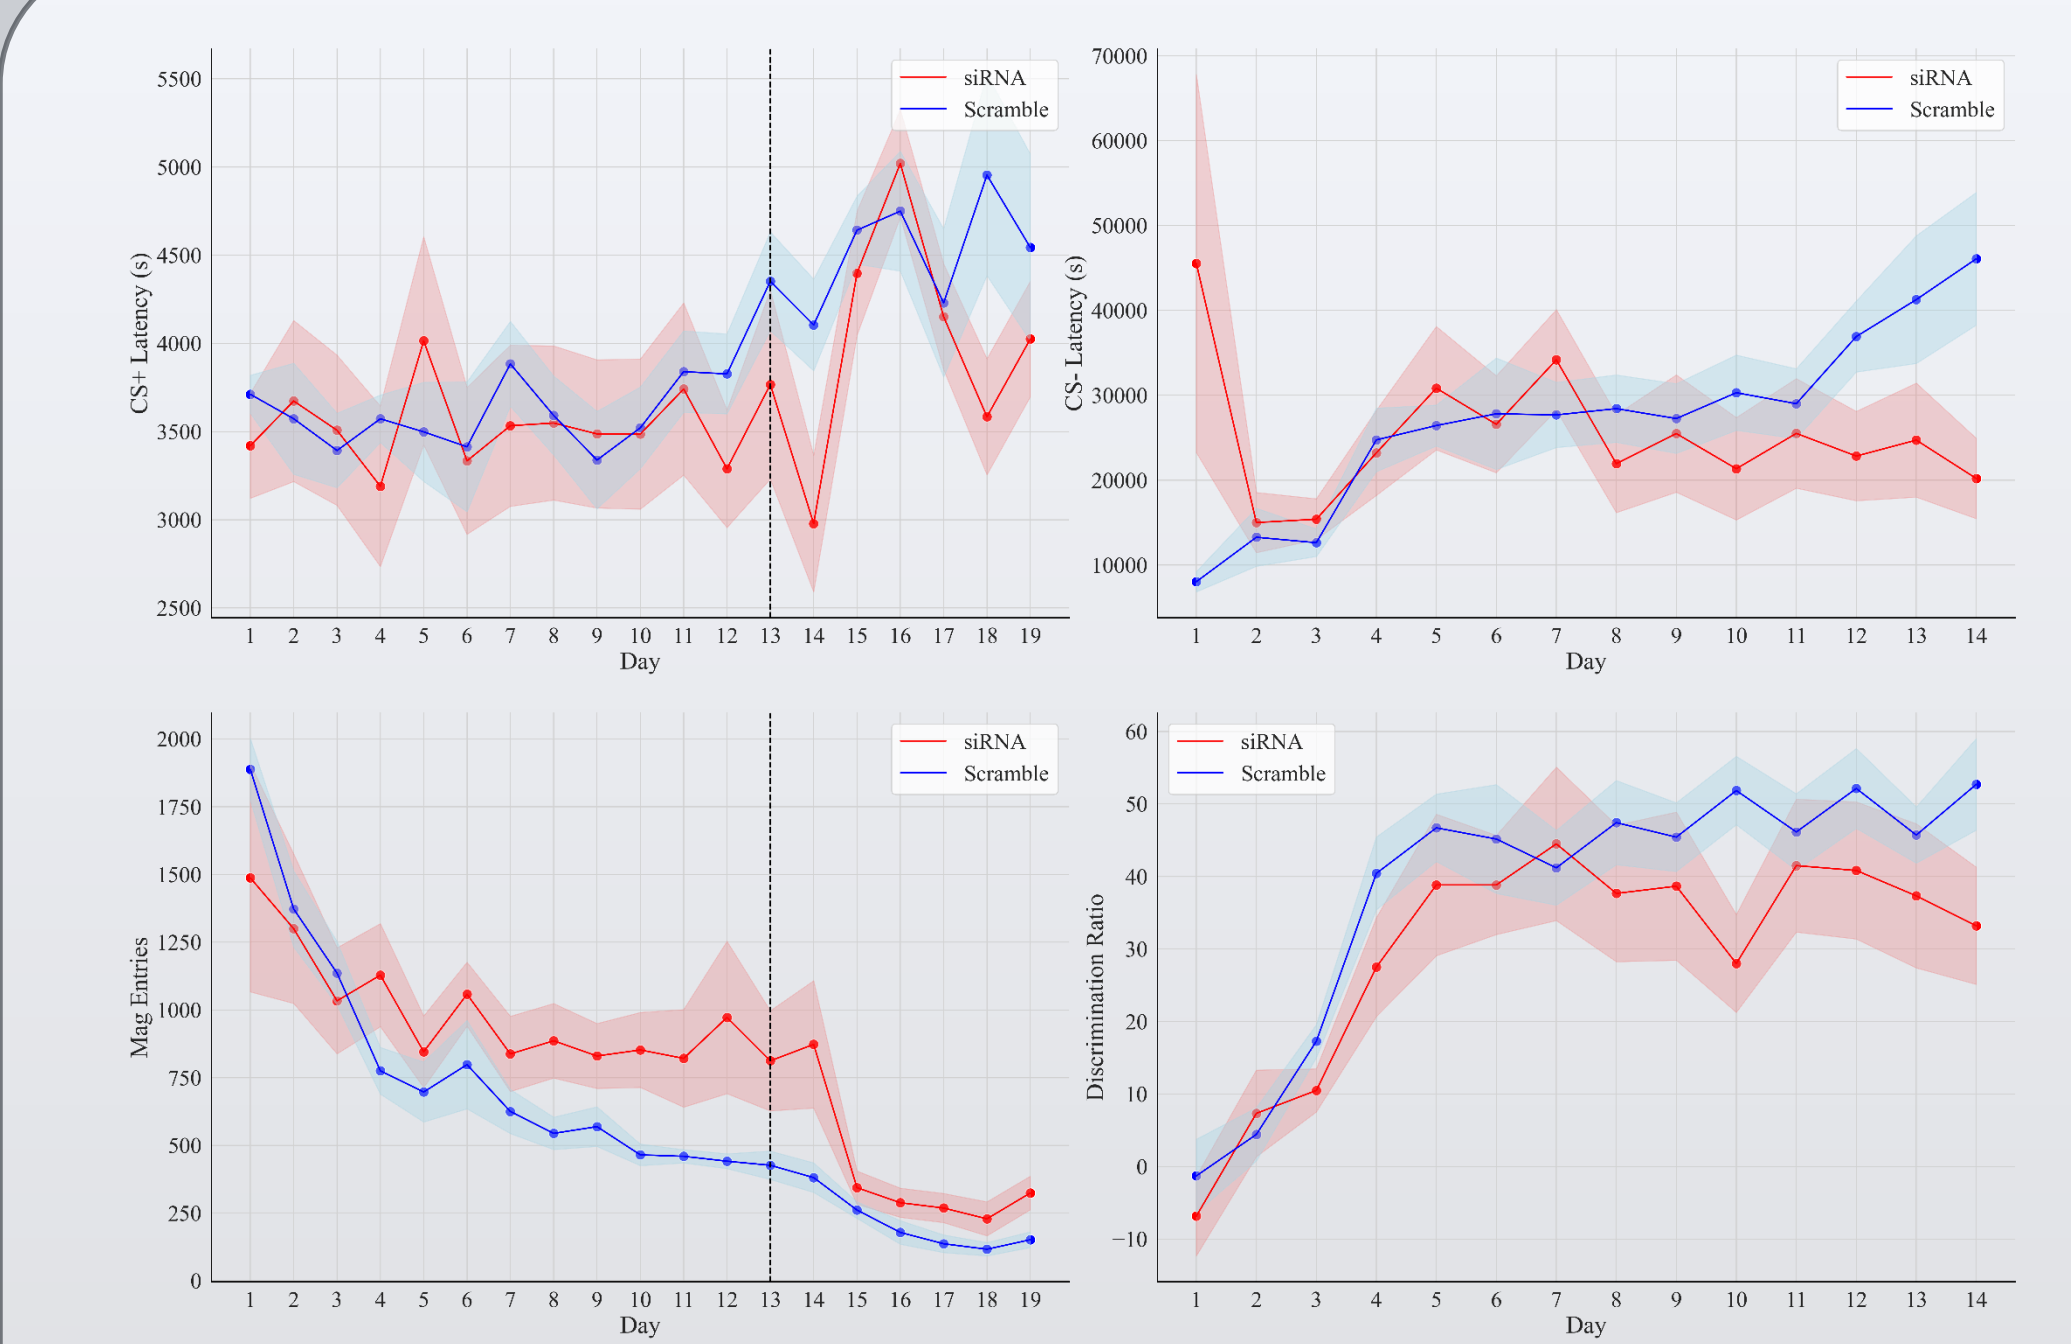 5500
5000
4500
4000
3500
3000
2500
CS+ Latency (s)
siRNA
Scramble
1 2 3 4 5 6 7 8 9 10 11 12 13 14 15 16 17 18 19
Day
70000
60000
50000
40000
30000
20000
10000
CS- Latency (s)
siRNA
Scramble
1 2 3 4 5 6 7 8 9 10 11 12 13 14
Day
2000
1750
1500
1250
1000
750
500
250
0
Mag Entries
siRNA
Scramble
1 2 3 4 5 6 7 8 9 10 11 12 13 14 15 16 17 18 19
Day
60
50
40
30
20
10
0
−10
Discrimination Ratio
siRNA
Scramble
1 2 3 4 5 6 7 8 9 10 11 12 13 14
Day